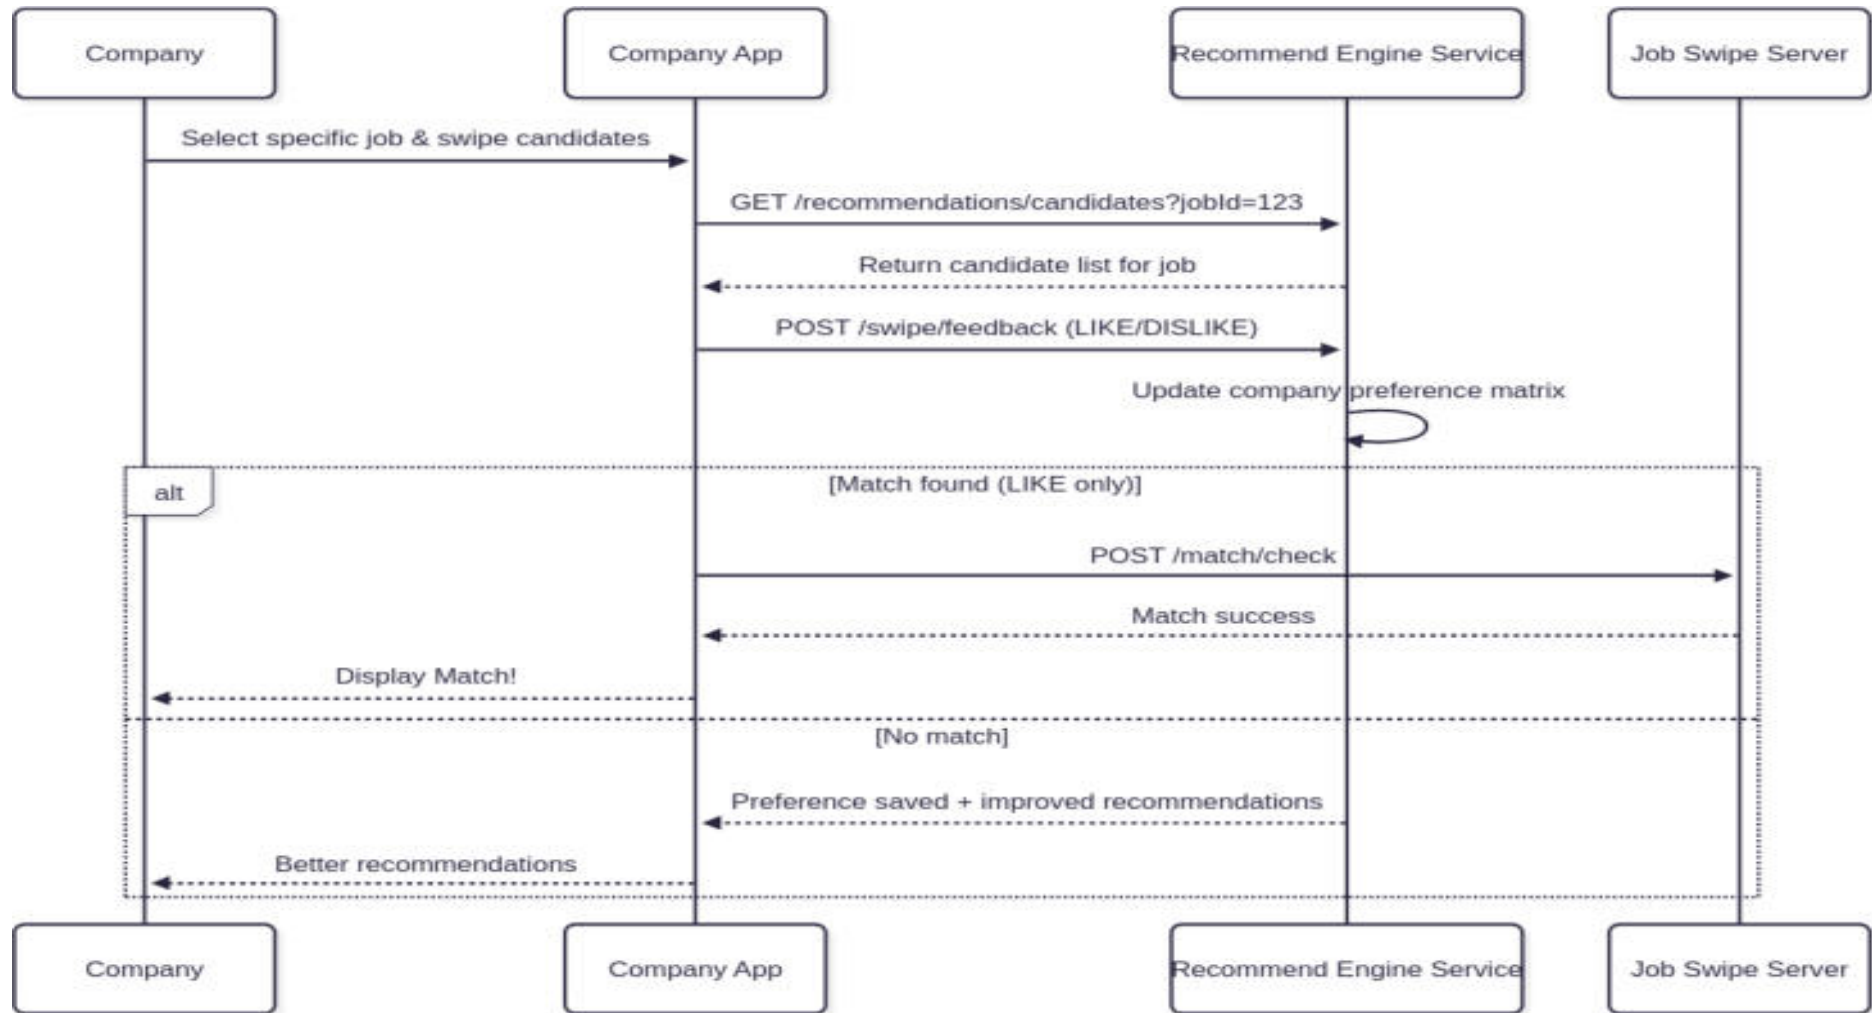 Company
Company App
Recommend Engine Service
Job Swipe Server
Select specific job & swipe candidates
GET /recommendations/candidates?jobId=123
Return candidate list for job
POST /swipe/feedback (LIKE/DISLIKE)
Update company preference matrix
alt
[Match found (LIKE only)]
POST /match/check
Match success
Display Match!
[No match]
Preference saved + improved recommendations
Better recommendations
Company
Company App
Recommend Engine Service
Job Swipe Server